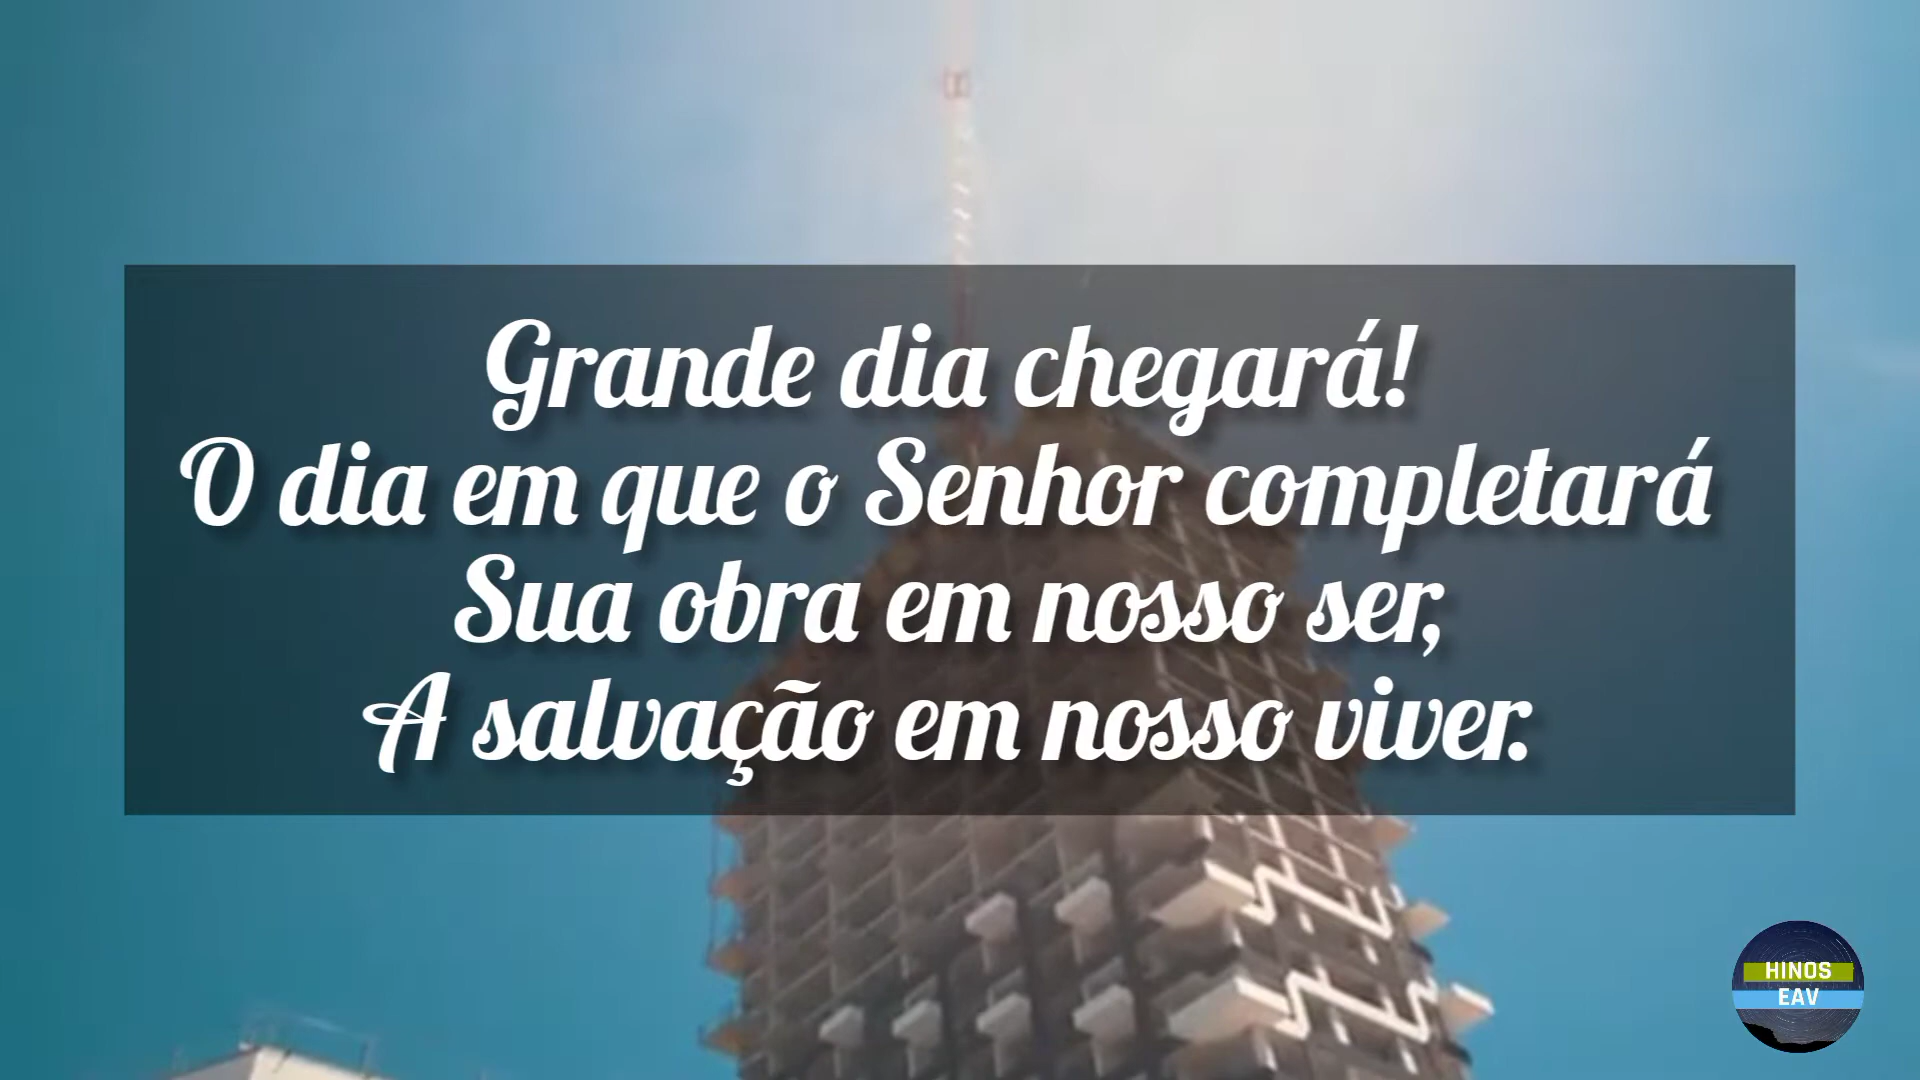 Grande dia chegará!
O dia em que o Senhor completará
Sua obra em nosso ser,
A salvação em nosso viver.
HINOS
EAV